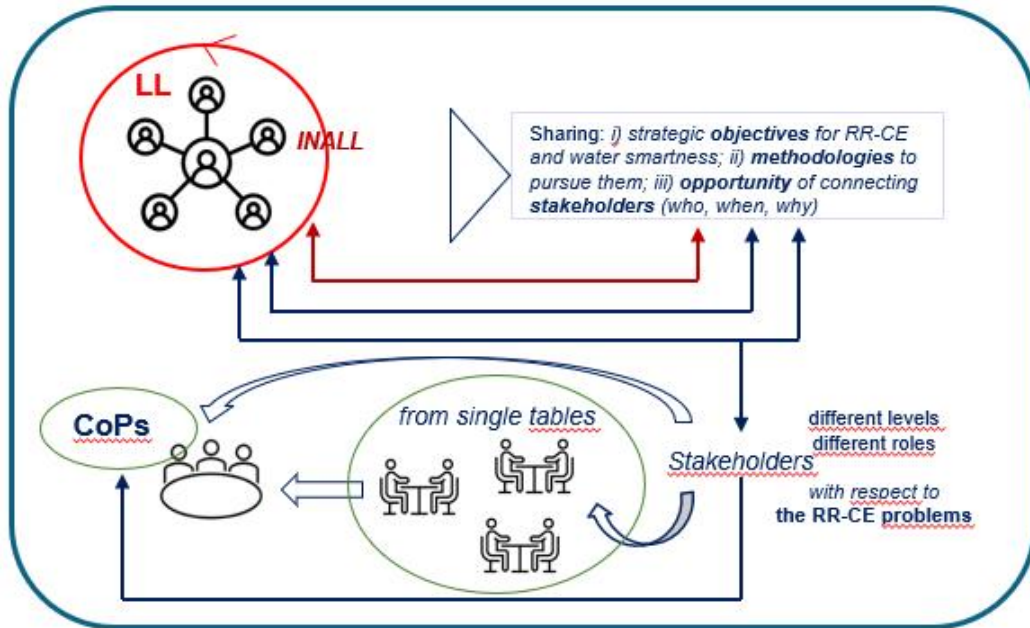 LL
INALL
Sharing: i) strategic objectives for RR-CE
and water smartness; ii) methodologies to
pursue them; iii) opportunity of connecting
stakeholders (who, when, why)
CoPs
from single tables
Stakeholders
different levels
different roles
with respect to
the RR-CE problems